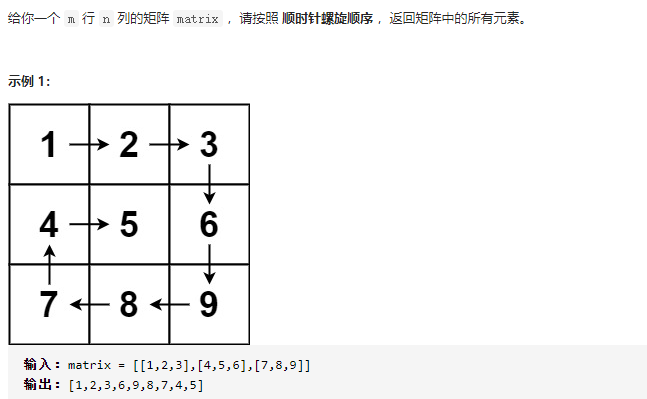 给你一个 m 行 n 列的矩阵 matrix ，请按照 顺时针螺旋顺序 ，返回矩阵中的所有元素。
示例 1：
1 2 3
4 5 6
7 8 9
输入：matrix = [[1,2,3],[4,5,6],[7,8,9]]
输出：[1,2,3,6,9,8,7,4,5]